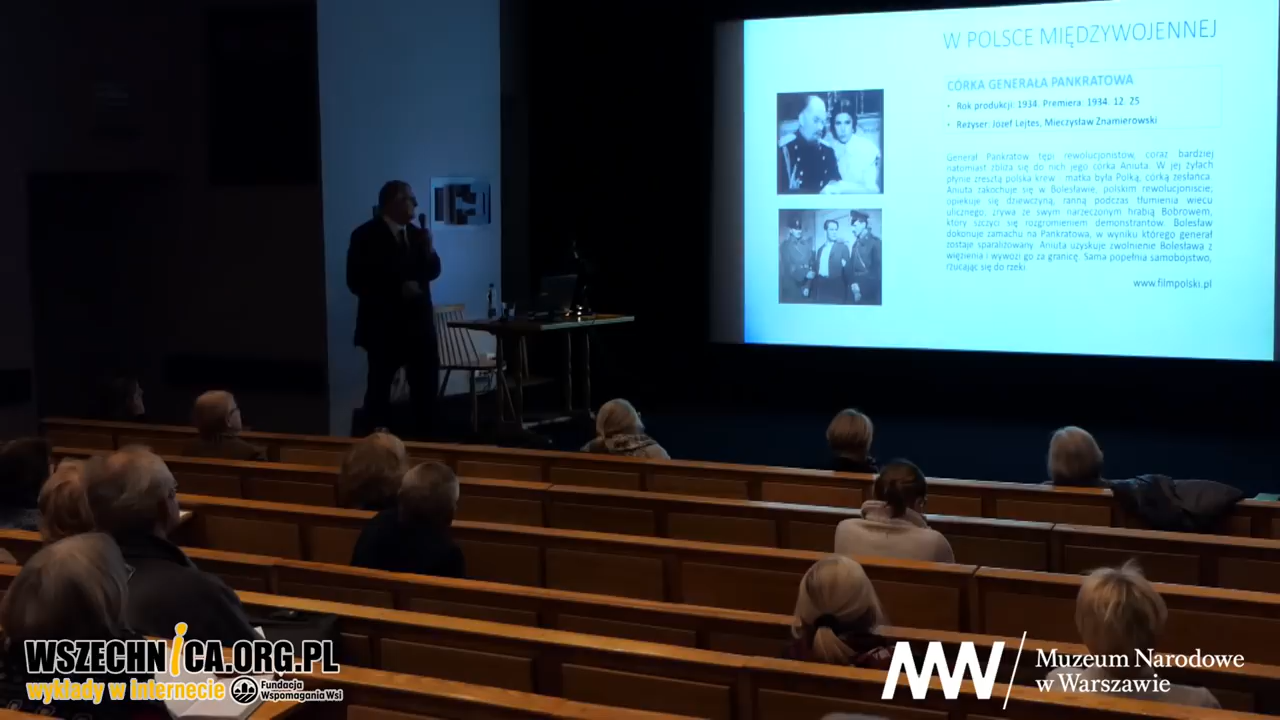 W POLSCE MIĘDZYWOJENNEJ
CÓRKA GENERAŁA PANKRATOWA
• Rok produkcji: 1934. Premiera: 1934. 12. 25
• Reżyser: Józef Lejtes, Mieczysław Znamierowski
Generał Pankratow tępi rewolucjonistów, coraz bardziej
natomiast zbliża się do nich jego córka Aniuta. W jej żyłach
płynie zresztą polska krew - matka była Polką, córką zesłańca.
Aniuta zakochuje się w Bolesławie, polskim rewolucjoniście,
opiekuje się dziewczyną, ranną podczas tłumienia wiecu
ulicznego, zrywa ze swym narzeczonym hrabią Bobrowem,
który szczyci się rozgromieniem demonstrantów. Bolesław
dokonuje zamachu na Pankratowa, w wyniku którego generał
zostaje sparaliżowany. Aniuta uzyskuje zwolnienie Bolesława z
więzienia i wywozi go za granicę. Sama popełnia samobójstwo,
rzucając się do rzeki.
www.filmpolski.pl
WSZECHNICA.ORG.PL
wykłady w internecie
Fundacja
Wspomagania Wsi
MNW
Muzeum Narodowe
w Warszawie